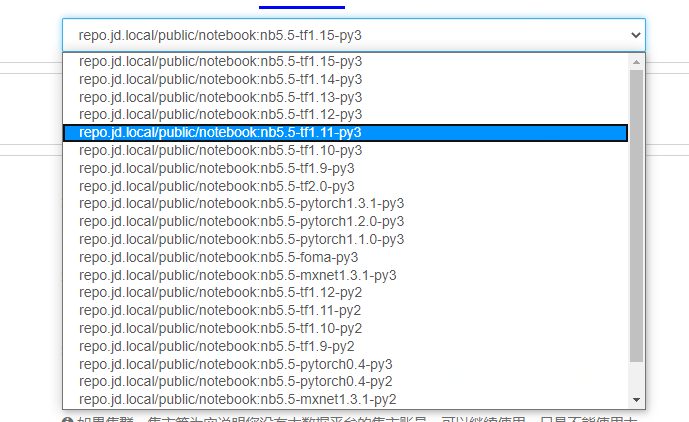 repo.jd.local/public/notebook:nb5.5-tf1.15-py3
repo.jd.local/public/notebook:nb5.5-tf1.15-py3
repo.jd.local/public/notebook:nb5.5-tf1.14-py3
repo.jd.local/public/notebook:nb5.5-tf1.13-py3
repo.jd.local/public/notebook:nb5.5-tf1.12-py3
repo.jd.local/public/notebook:nb5.5-tf1.11-py3
repo.jd.local/public/notebook:nb5.5-tf1.10-py3
repo.jd.local/public/notebook:nb5.5-tf1.9-py3
repo.jd.local/public/notebook:nb5.5-tf2.0-py3
repo.jd.local/public/notebook:nb5.5-pytorch1.3.1-py3
repo.jd.local/public/notebook:nb5.5-pytorch1.2.0-py3
repo.jd.local/public/notebook:nb5.5-pytorch1.1.0-py3
repo.jd.local/public/notebook:nb5.5-foma-py3
repo.jd.local/public/notebook:nb5.5-mxnet1.3.1-py3
repo.jd.local/public/notebook:nb5.5-tf1.12-py2
repo.jd.local/public/notebook:nb5.5-tf1.11-py2
repo.jd.local/public/notebook:nb5.5-tf1.10-py2
repo.jd.local/public/notebook:nb5.5-tf1.9-py2
repo.jd.local/public/notebook:nb5.5-pytorch0.4-py3
repo.jd.local/public/notebook:nb5.5-pytorch0.4-py2
repo.jd.local/public/notebook:nb5.5-mxnet1.3.1-py2